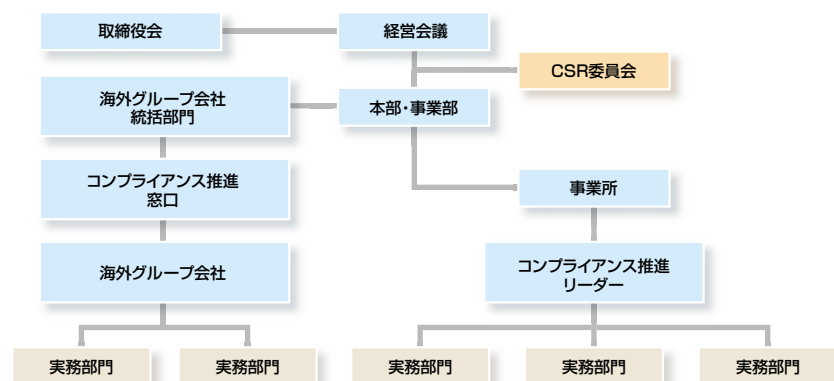 取締役会
経営会議
CSR委員会
海外グループ会社
統括部門
本部・事業部
コンプライアンス推進
窓口
事業所
海外グループ会社
コンプライアンス推進
リーダー
実務部門
実務部門
実務部門
実務部門
実務部門